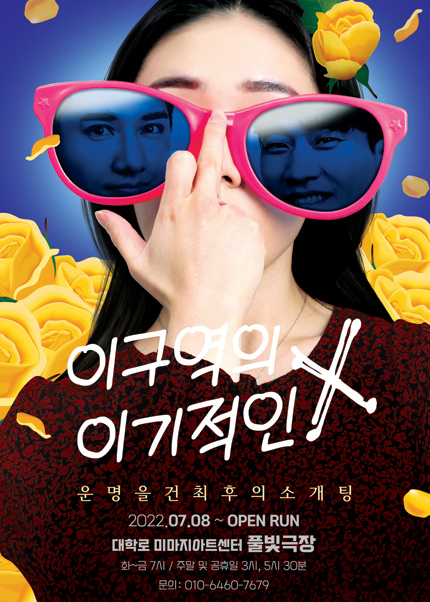 이구역의
이기적인X
운명을건최후의소개팅
2022.07.08 ~ OPEN RUN
대학로 미마지아트센터 풀빛극장
화~금 7시 / 주말 및 공휴일 3시, 5시 30분
문의: 010-6460-7679